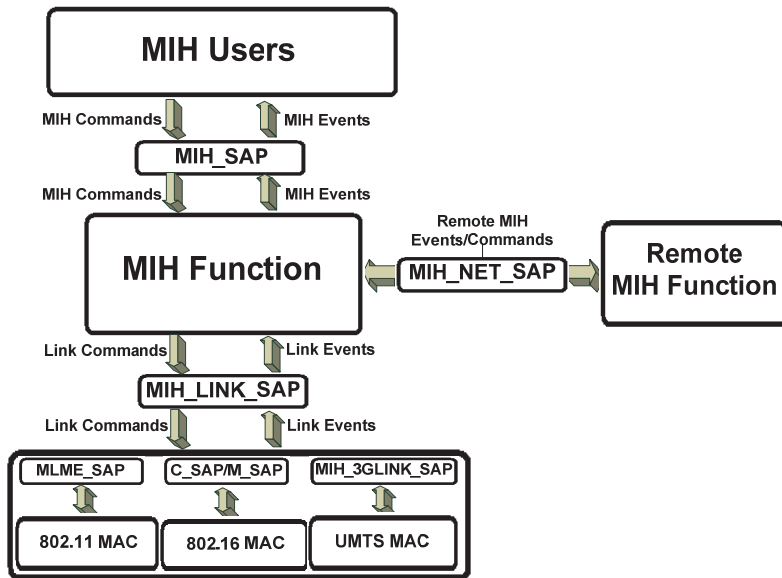 MIH Users
MIH Commands
MIH Events
MIH_SAP
MIH Commands
MIH Events
MIH Function
Remote MIH
Events/Commands
MIH_NET_SAP
Remote
MIH Function
Link Commands
Link Events
MIH_LINK_SAP
Link Commands
Link Events
MLME_SAP
C_SAP/M_SAP
MIH_3GLINK_SAP
802.11 MAC
802.16 MAC
UMTS MAC